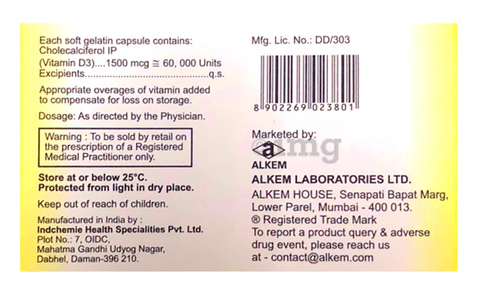 Each soft gelatin capsule contains:
Cholecalciferol IP
(Vitamin D3)....1500 mcg ≅ 60, 000 Units
Excipients..........................................q.s.
Appropriate overages of vitamin added
to compensate for loss on storage.
Dosage: As directed by the Physician.
Warning : To be sold by retail on
the prescription of a Registered
Medical Practitioner only.
Store at or below 25°C.
Protected from light in dry place.
Keep out of reach of children.
Manufactured in India by :
Indchemie Health Specialities Pvt. Ltd.
Plot No.: 7, OIDC,
Mahatma Gandhi Udyog Nagar,
Dabhel, Daman-396 210.
Mfg. Lic. No.: DD/303
8 902269 023801
Marketed by:
a
mg
ALKEM
ALKEM LABORATORIES LTD.
ALKEM HOUSE, Senapati Bapat Marg,
Lower Parel, Mumbai - 400 013.
® Registered Trade Mark
To report a product query & adverse
drug event, please reach us
at - contact@alkem.com